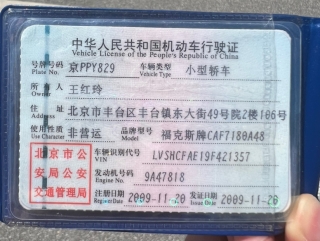 中华人民共和国机动车行驶证
Vehicle License of the People's Republic of China
号牌号码 京PPY829 车辆类型 小型轿车
Plate No. Vehicle Type
所有人 王红玲
Owner
住址 北京市丰台区丰台镇东大街49号院2楼106号
Address
使用性质 非营运 品牌型号 福克斯牌CAF7180A48
Use Character Model
北京市公安局公安交通管理局
车辆识别代号 LVSHCFAE19F421357
VIN
发动机号码 9A47818
Engine No.
注册日期 2009-11-20 发证日期 2009-11-20
Register Date Issue Date